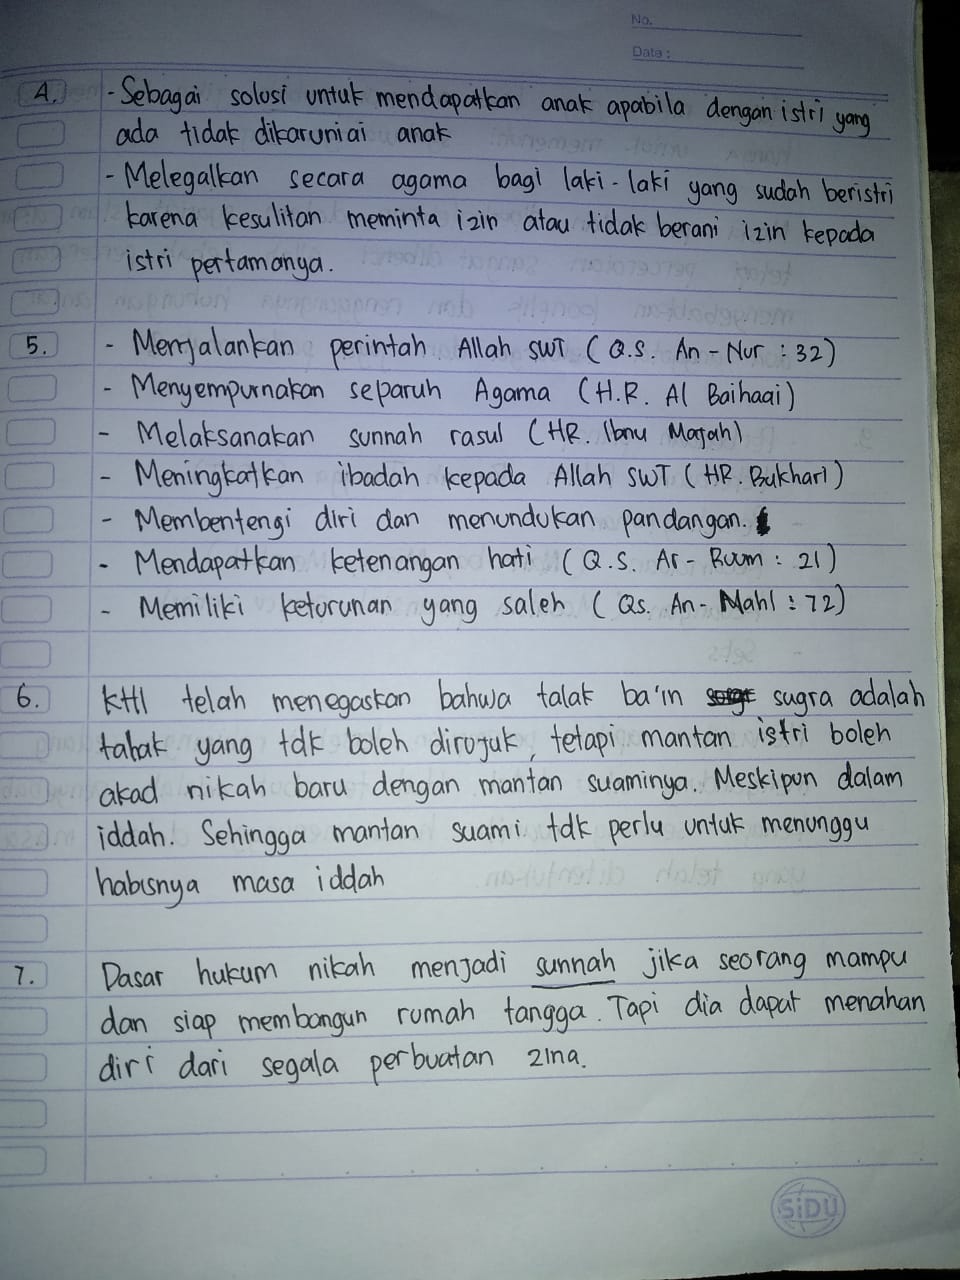 No.
Date :
4. - Sebagai solusi untuk mendapatkan anak apabila dengan istri yang
ada tidak dikaruniai anak
- Melegalkan secara agama bagi laki-laki yang sudah beristri
karena kesulitan meminta izin atau tidak berani izin kepada
istri pertamanya.
5. - Menjalankan perintah Allah SWT (Q.S. An-Nur : 32)
- Menyempurnakan separuh Agama (H.R. Al Baihaqi)
- Melaksanakan sunnah rasul (HR. Ibnu Majah)
- Meningkatkan ibadah kepada Allah SWT (HR. Bukhari)
- Membentengi diri dan menundukan pandangan.
- Mendapatkan ketenangan hati (Q.S. Ar-Ruum : 21)
- Memiliki keturunan yang saleh (Qs. An-Nahl : 72)
6. KHI telah menegaskan bahwa talak ba'in sugra adalah
talak yang tdk boleh dirujuk, tetapi mantan istri boleh
akad nikah baru dengan mantan suaminya. Meskipun dalam
iddah. Sehingga mantan suami tdk perlu untuk menunggu
habisnya masa iddah
7. Dasar hukum nikah menjadi sunnah jika seorang mampu
dan siap membangun rumah tangga. Tapi dia dapat menahan
diri dari segala perbuatan zina.
SiDU